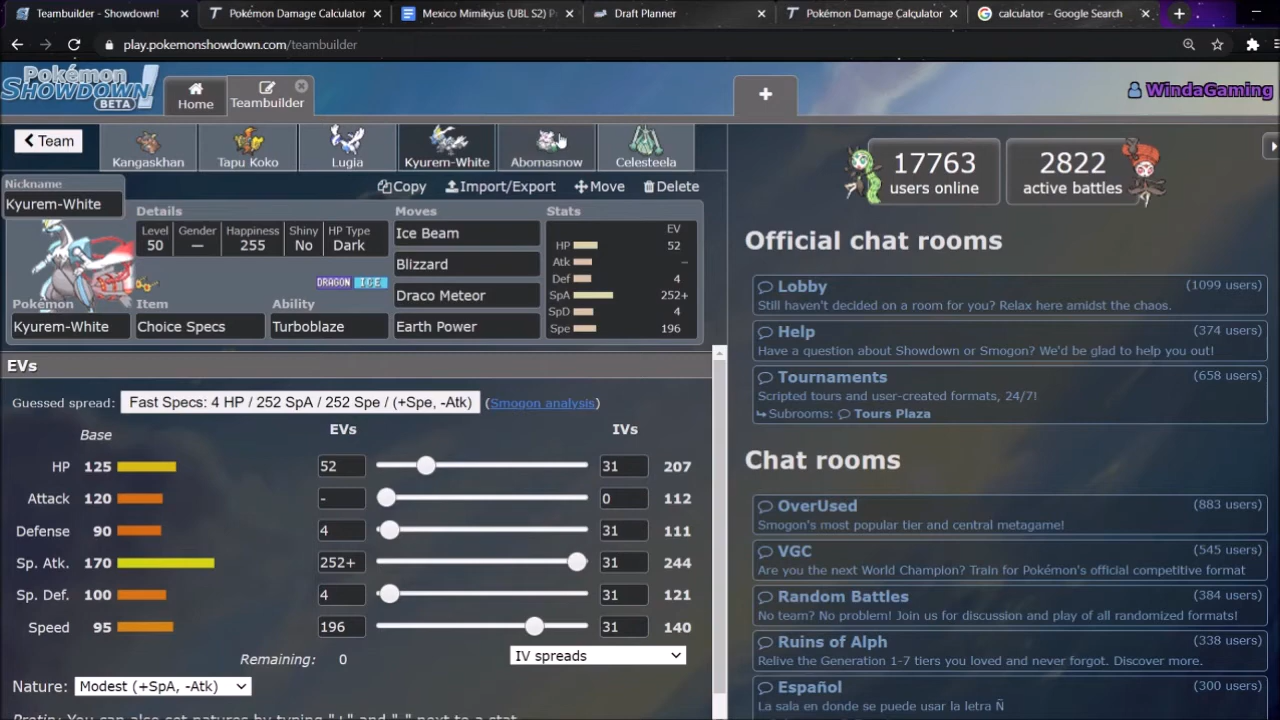 Teambuilder - Showdown!
Pokémon Damage Calculator
Mexico Mimikyus (UBL S2) P
Draft Planner
Pokémon Damage Calculator
calculator - Google Search
play.pokemonshowdown.com/teambuilder
Pokémon
Showdown!
BETA
Home
Teambuilder
+
WindaGaming
Team
Kangaskhan
Tapu Koko
Lugia
Kyurem-White
Abomasnow
Celesteela
Copy
Import/Export
Move
Delete
Nickname
Kyurem-White
Details
Level
Gender
Happiness
Shiny
HP Type
50
—
255
No
Dark
DRAGON
ICE
Pokémon
Kyurem-White
Item
Choice Specs
Ability
Turboblaze
Moves
Ice Beam
Blizzard
Draco Meteor
Earth Power
Stats
EV
HP 52
Atk –
Def 4
SpA 252+
SpD 4
Spe 196
EVs
Guessed spread: Fast Specs: 4 HP / 252 SpA / 252 Spe / (+Spe, -Atk) (Smogon analysis)
Base EVs IVs
HP 125 52 31 207
Attack 120 - 0 112
Defense 90 4 31 111
Sp. Atk. 170 252+ 31 244
Sp. Def. 100 4 31 121
Speed 95 196 31 140
Remaining: 0
IV spreads
Nature: Modest (+SpA, -Atk)
Protip: You can also set natures by typing "+" and "-" next to a stat.
17763
users online
2822
active battles
Official chat rooms
Lobby (1099 users)
Still haven't decided on a room for you? Relax here amidst the chaos.
Help (374 users)
Have a question about Showdown or Smogon? We'd be glad to help you out!
Tournaments (658 users)
Scripted tours and user-created formats, 24/7!
Subrooms: Tours Plaza
Chat rooms
OverUsed (883 users)
Smogon's most popular tier and central metagame!
VGC (545 users)
Are you the next World Champion? Train for Pokémon's official competitive format
Random Battles (384 users)
No team? No problem! Join us for discussion and play of all randomized formats!
Ruins of Alph (338 users)
Relive the Generation 1-7 tiers you loved and never forgot. Discover more.
Español (300 users)
La sala en donde se puede usar la letra Ñ